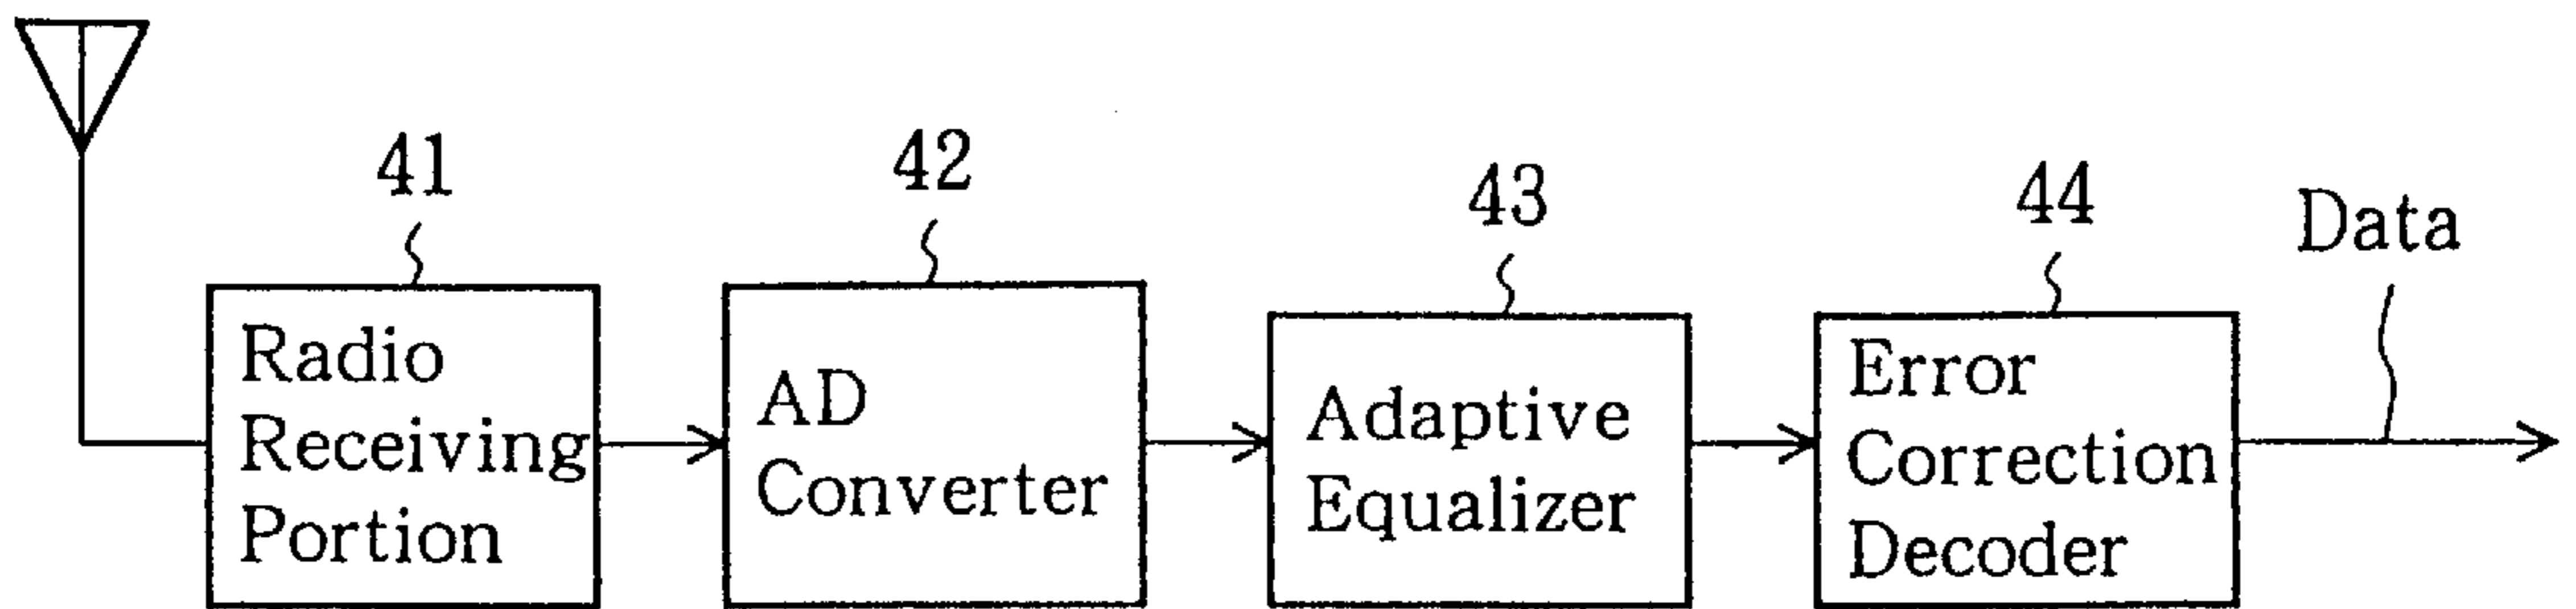 41
42
43
44
Data
Radio
Receiving
Portion
AD
Converter
Adaptive
Equalizer
Error
Correction
Decoder